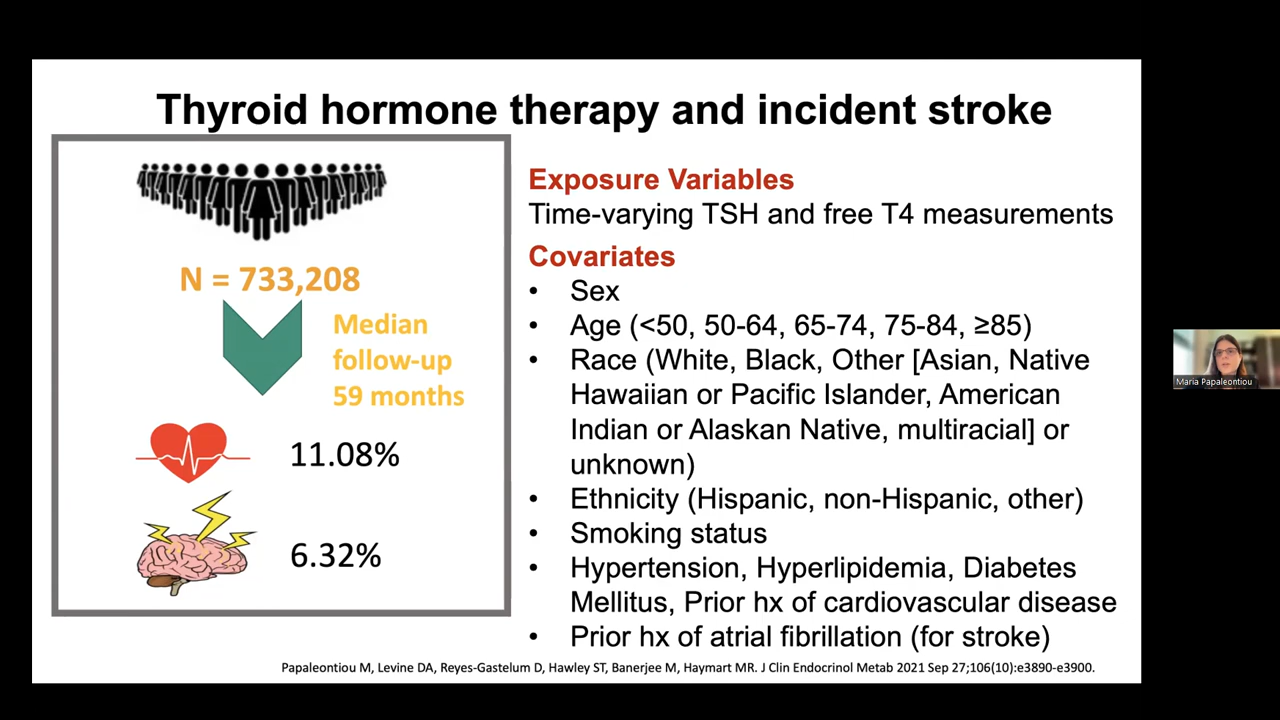 Thyroid hormone therapy and incident stroke
N = 733,208
Median
follow-up
59 months
11.08%
6.32%
Exposure Variables
Time-varying TSH and free T4 measurements
Covariates
• Sex
• Age (<50, 50-64, 65-74, 75-84, ≥85)
• Race (White, Black, Other [Asian, Native
Hawaiian or Pacific Islander, American
Indian or Alaskan Native, multiracial] or
unknown)
• Ethnicity (Hispanic, non-Hispanic, other)
• Smoking status
• Hypertension, Hyperlipidemia, Diabetes
Mellitus, Prior hx of cardiovascular disease
• Prior hx of atrial fibrillation (for stroke)
Papaleontiou M, Levine DA, Reyes-Gastelum D, Hawley ST, Banerjee M, Haymart MR. J Clin Endocrinol Metab 2021 Sep 27;106(10):e3890-e3900.
Maria Papaleontiou